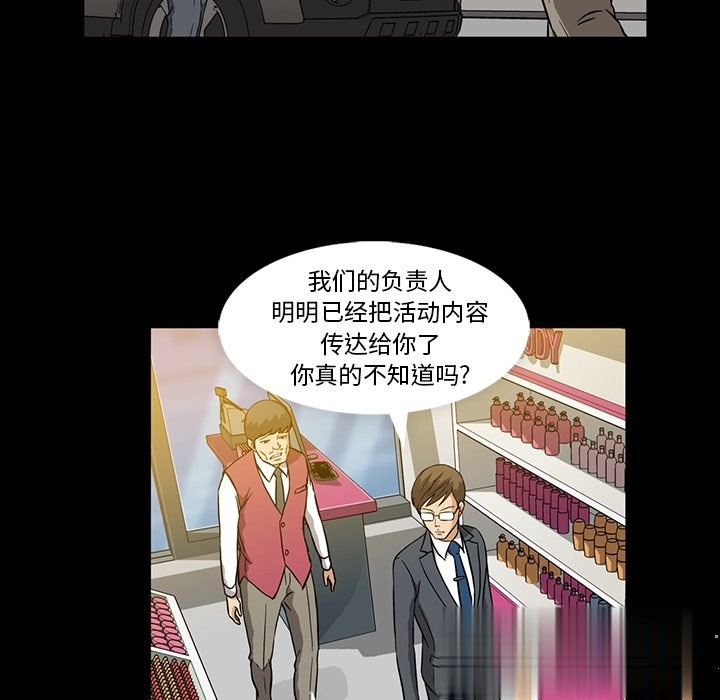 我们的负责人
明明已经把活动内容
传达给你了
你真的不知道吗?